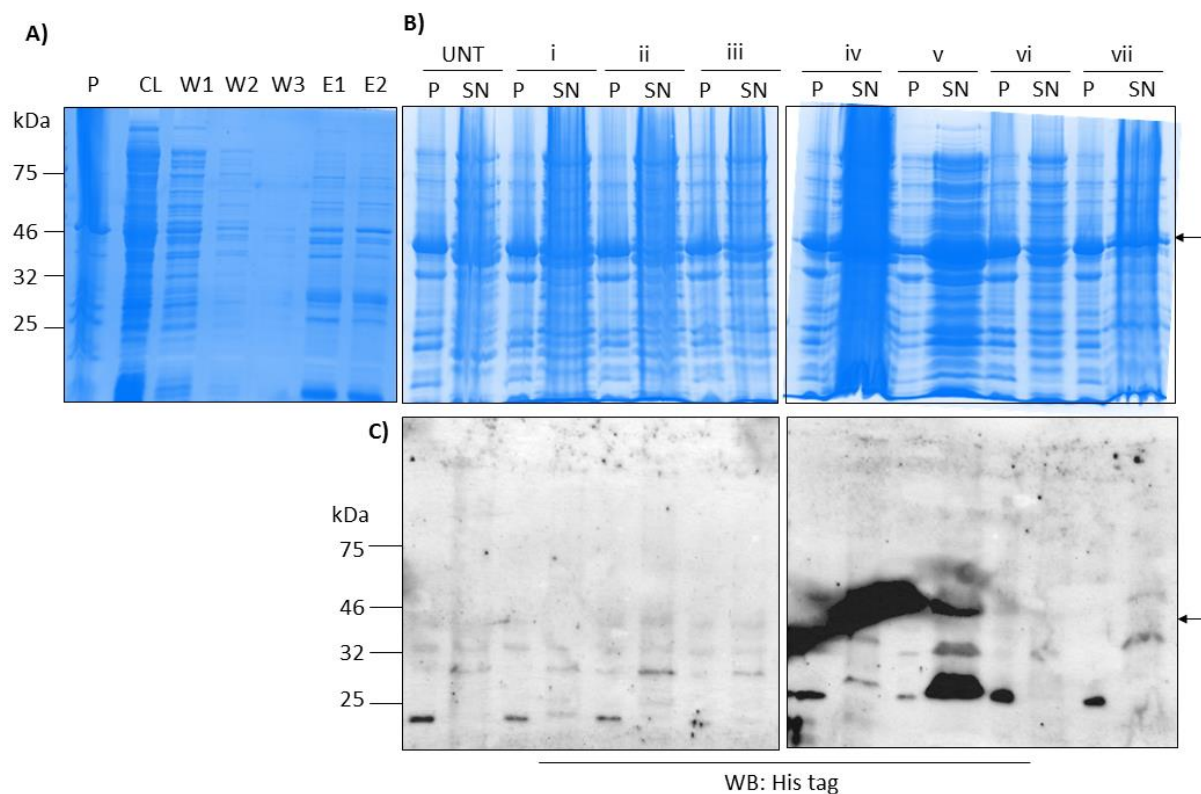 A)
P CL W1 W2 W3 E1 E2
kDa
75
46
32
25
B)
UNT i ii iii iv v vi vii
P SN P SN P SN P SN P SN P SN P SN P SN
C)
kDa
75
46
32
25
WB: His tag